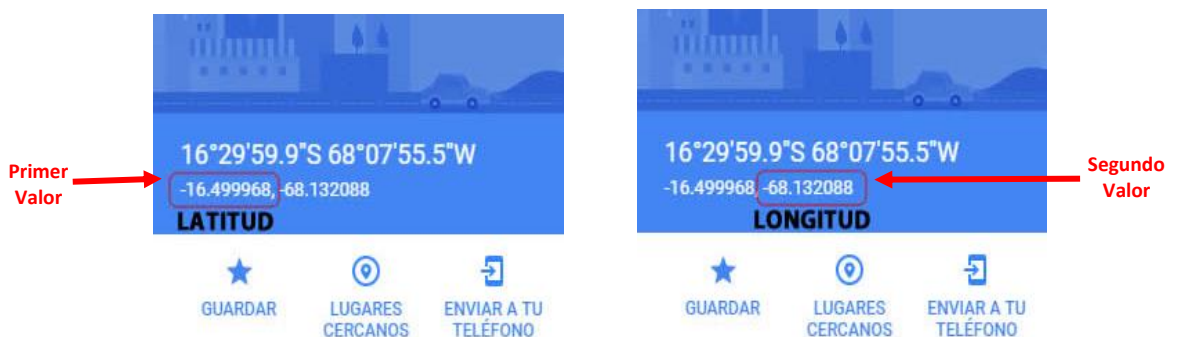 Primer
Valor
16°29'59.9"S 68°07'55.5"W
-16.499968, -68.132088
LATITUD
GUARDAR
LUGARES
CERCANOS
ENVIAR A TU
TELÉFONO
16°29'59.9"S 68°07'55.5"W
-16.499968, -68.132088
LONGITUD
GUARDAR
LUGARES
CERCANOS
ENVIAR A TU
TELÉFONO
Segundo
Valor